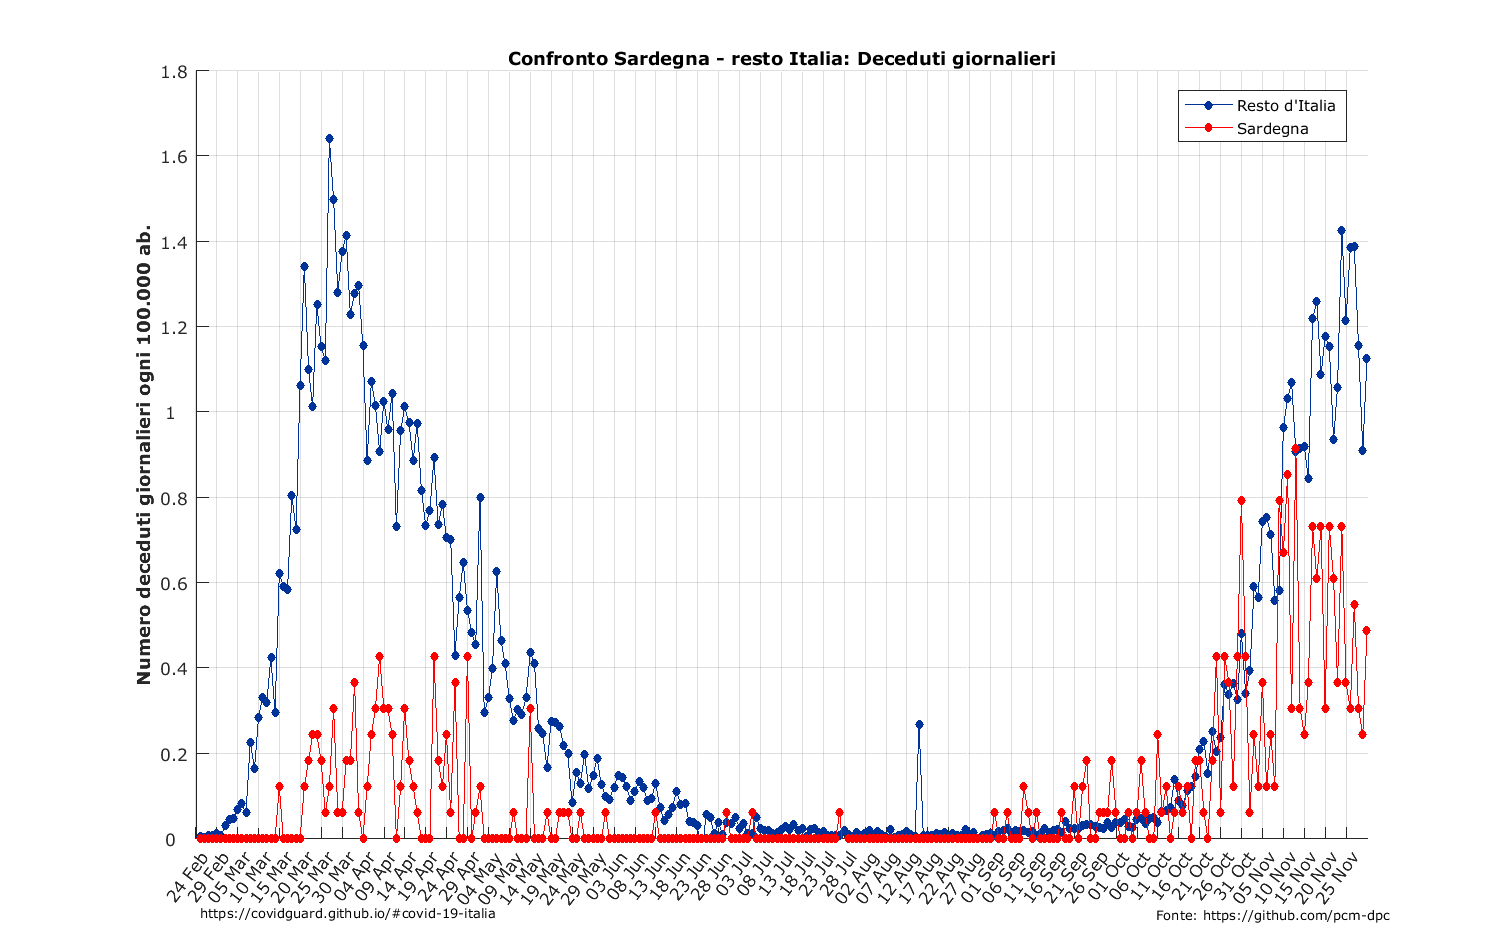 Confronto Sardegna - resto Italia: Deceduti giornalieri
Resto d'Italia
Sardegna
Numero deceduti giornalieri ogni 100.000 ab.
1.8
1.6
1.4
1.2
1
0.8
0.6
0.4
0.2
0
24 Feb
29 Feb
05 Mar
10 Mar
15 Mar
20 Mar
25 Mar
30 Mar
04 Apr
09 Apr
14 Apr
19 Apr
24 Apr
29 Apr
04 May
09 May
14 May
19 May
24 May
29 May
03 Jun
08 Jun
13 Jun
18 Jun
23 Jun
28 Jun
03 Jul
08 Jul
13 Jul
18 Jul
23 Jul
28 Jul
02 Aug
07 Aug
12 Aug
17 Aug
22 Aug
27 Aug
01 Sep
06 Sep
11 Sep
16 Sep
21 Sep
26 Sep
01 Oct
06 Oct
11 Oct
16 Oct
21 Oct
26 Oct
31 Oct
05 Nov
10 Nov
15 Nov
20 Nov
25 Nov
https://covidguard.github.io/#covid-19-italia
Fonte: https://github.com/pcm-dpc